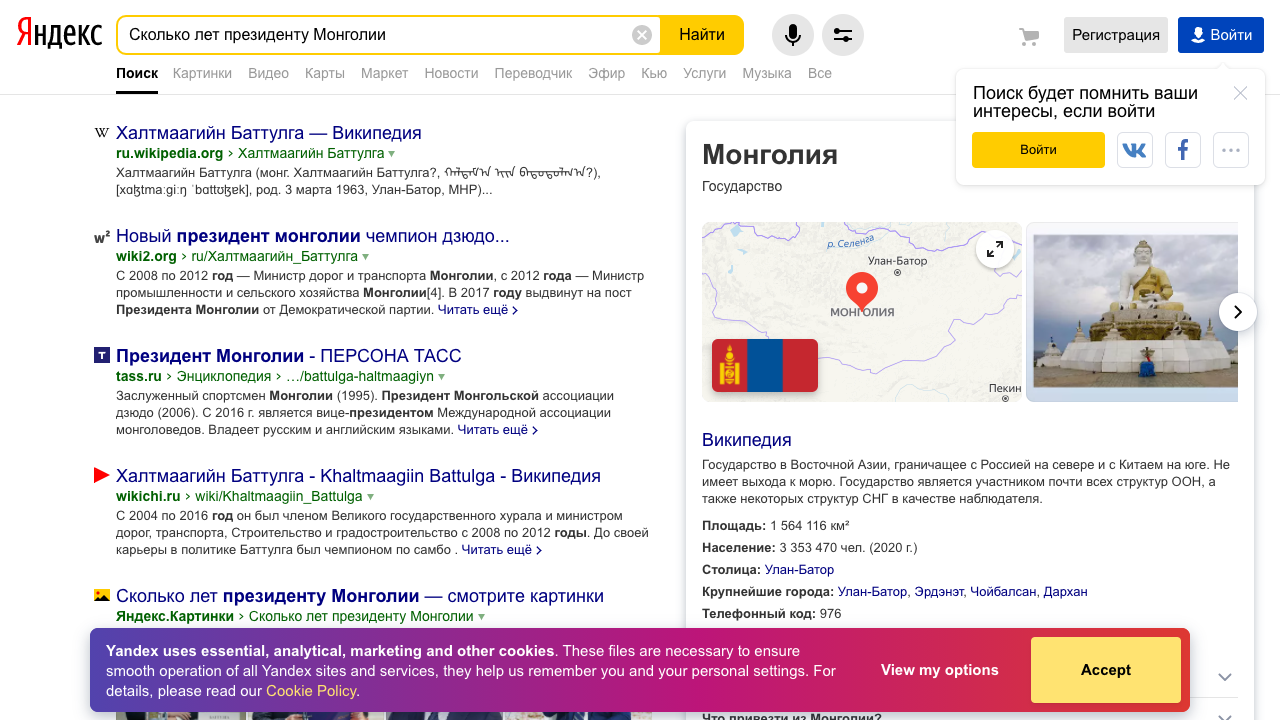 Яндекс
Сколько лет президенту Монголии
Найти
Регистрация
Войти
Поиск Картинки Видео Карты Маркет Новости Переводчик Эфир Кью Услуги Музыка Все
Поиск будет помнить ваши
интересы, если войти
Войти
Халтмаагийн Баттулга — Википедия
ru.wikipedia.org › Халтмаагийн Баттулга
Халтмаагийн Баттулга (монг. Халтмаагийн Баттулга?,
род. 3 марта 1963, Улан-Батор, МНР)...
Новый президент монголии чемпион дзюдо...
wiki2.org › ru/Халтмаагийн_Баттулга
С 2008 по 2012 год — Министр дорог и транспорта Монголии, с 2012 года — Министр
промышленности и сельского хозяйства Монголии[4]. В 2017 году выдвинут на пост
Президента Монголии от Демократической партии. Читать ещё ›
Президент Монголии - ПЕРСОНА ТАСС
tass.ru › Энциклопедия › …/battulga-haltmaagiyn
Заслуженный спортсмен Монголии (1995). Президент Монгольской ассоциации
дзюдо (2006). С 2016 г. является вице-президентом Международной ассоциации
монголоведов. Владеет русским и английским языками. Читать ещё ›
Халтмаагийн Баттулга - Khaltmaagiin Battulga - Википедия
wikichi.ru › wiki/Khaltmaagiin_Battulga
С 2004 по 2016 год он был членом Великого государственного хурала и министром
дорог, транспорта, Строительство и градостроительство с 2008 по 2012 годы. До своей
карьеры в политике Баттулга был чемпионом по самбо . Читать ещё ›
Сколько лет президенту Монголии — смотрите картинки
Яндекс.Картинки › Сколько лет президенту Монголии
Монголия
Государство
р. Селенга
Улан-Батор
МОНГОЛИЯ
Пекин
Википедия
Государство в Восточной Азии, граничащее с Россией на севере и с Китаем на юге. Не
имеет выхода к морю. Государство является участником почти всех структур ООН, а
также некоторых структур СНГ в качестве наблюдателя.
Площадь: 1 564 116 км²
Население: 3 353 470 чел. (2020 г.)
Столица: Улан-Батор
Крупнейшие города: Улан-Батор, Эрдэнэт, Чойбалсан, Дархан
Телефонный код: 976
Yandex uses essential, analytical, marketing and other cookies. These files are necessary to ensure
smooth operation of all Yandex sites and services, they help us remember you and your personal settings. For
details, please read our Cookie Policy.
View my options
Accept
Что привезти из Монголии?